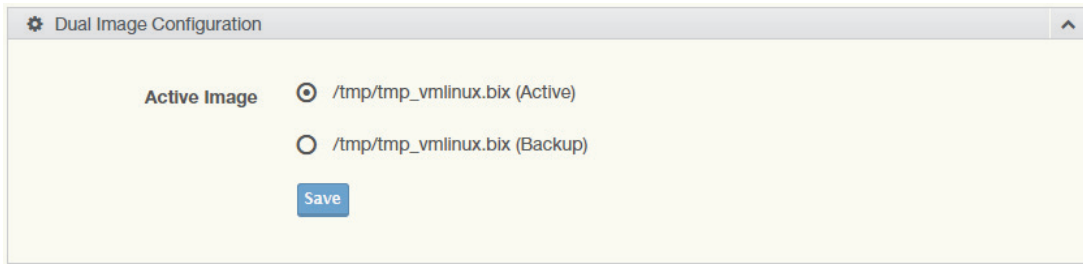 Dual Image Configuration
Active Image /tmp/tmp_vmlinux.bix (Active)
/tmp/tmp_vmlinux.bix (Backup)
Save